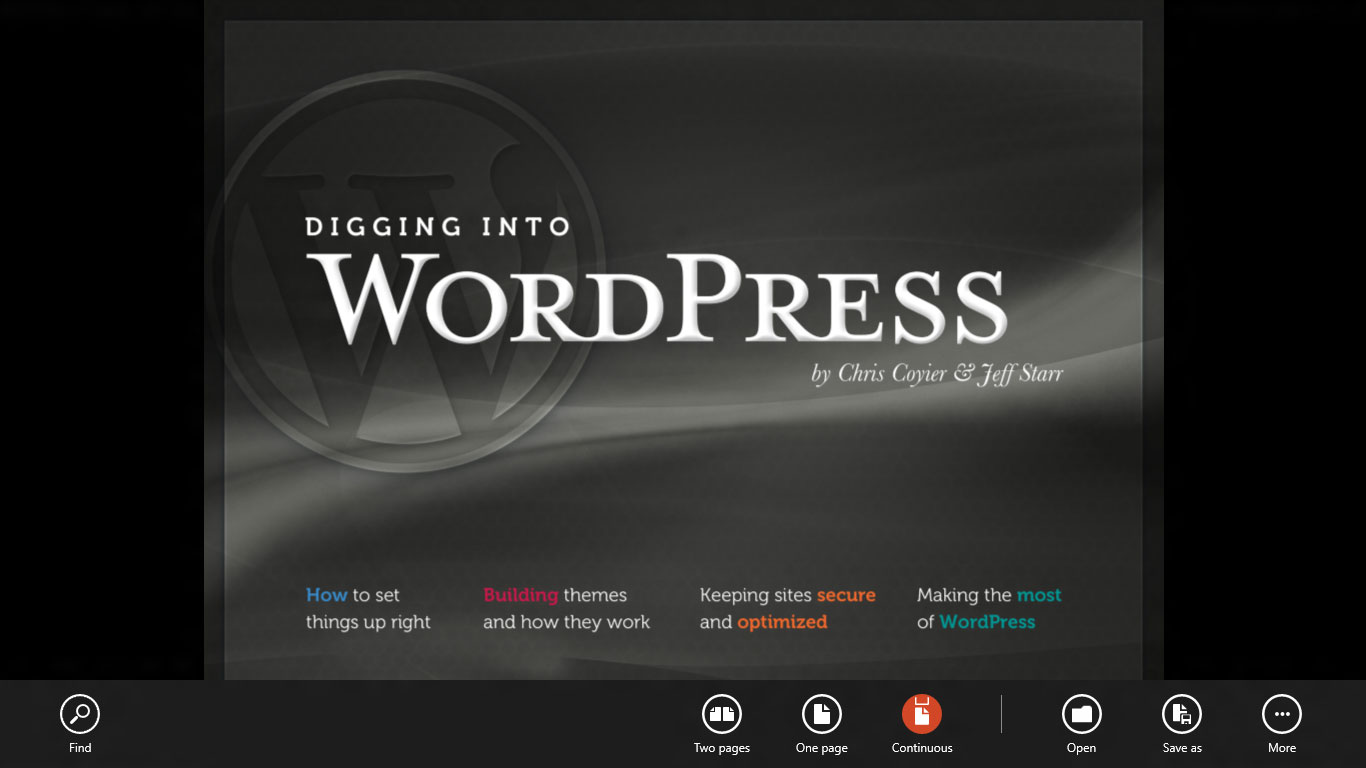 DIGGING INTO
WORDPRESS
by Chris Coyier & Jeff Starr
How to set
things up right
Building themes
and how they work
Keeping sites secure
and optimized
Making the most
of WordPress
Find
Two pages
One page
Continuous
Open
Save as
More